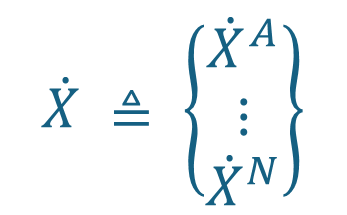 Ẋ ≜ { Ẋ^A
⋮
Ẋ^N }